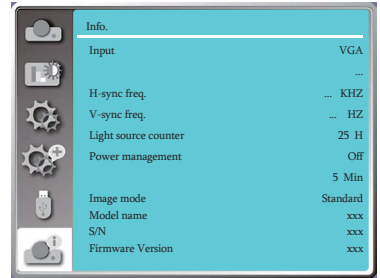 Info.
Input VGA
...
H-sync freq. ... KHZ
V-sync freq. ... HZ
Light source counter 25 H
Power management Off
5 Min
Image mode Standard
Model name xxx
S/N xxx
Firmware Version xxx